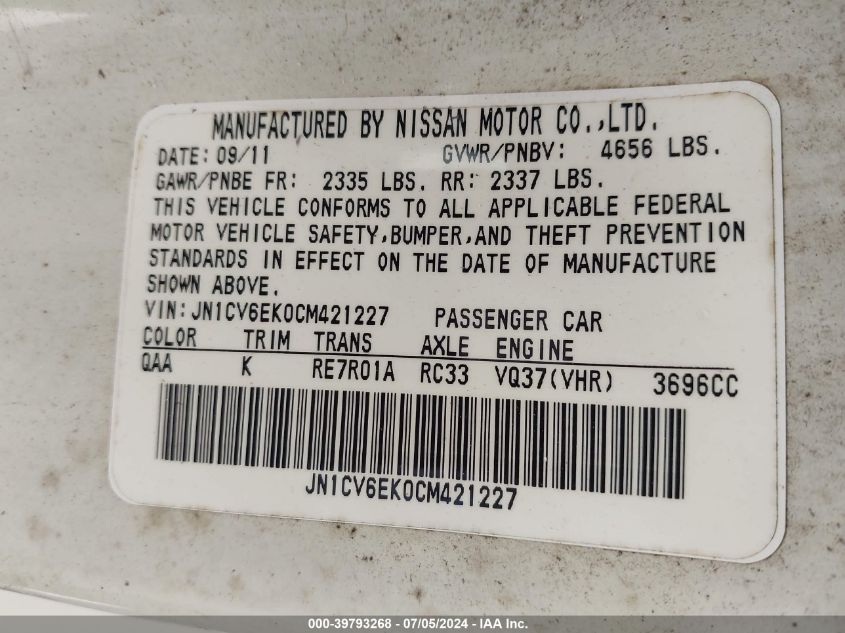 MANUFACTURED BY NISSAN MOTOR CO.,LTD.
DATE: 09/11 GVWR/PNBV: 4656 LBS.
GAWR/PNBE FR: 2335 LBS. RR: 2337 LBS.
THIS VEHICLE CONFORMS TO ALL APPLICABLE FEDERAL
MOTOR VEHICLE SAFETY,BUMPER,AND THEFT PREVENTION
STANDARDS IN EFFECT ON THE DATE OF MANUFACTURE
SHOWN ABOVE.
VIN: JN1CV6EK0CM421227 PASSENGER CAR
COLOR TRIM TRANS AXLE ENGINE
QAA K RE7R01A RC33 VQ37(VHR) 3696CC
JN1CV6EK0CM421227
000-39793268 - 07/05/2024 - IAA Inc.